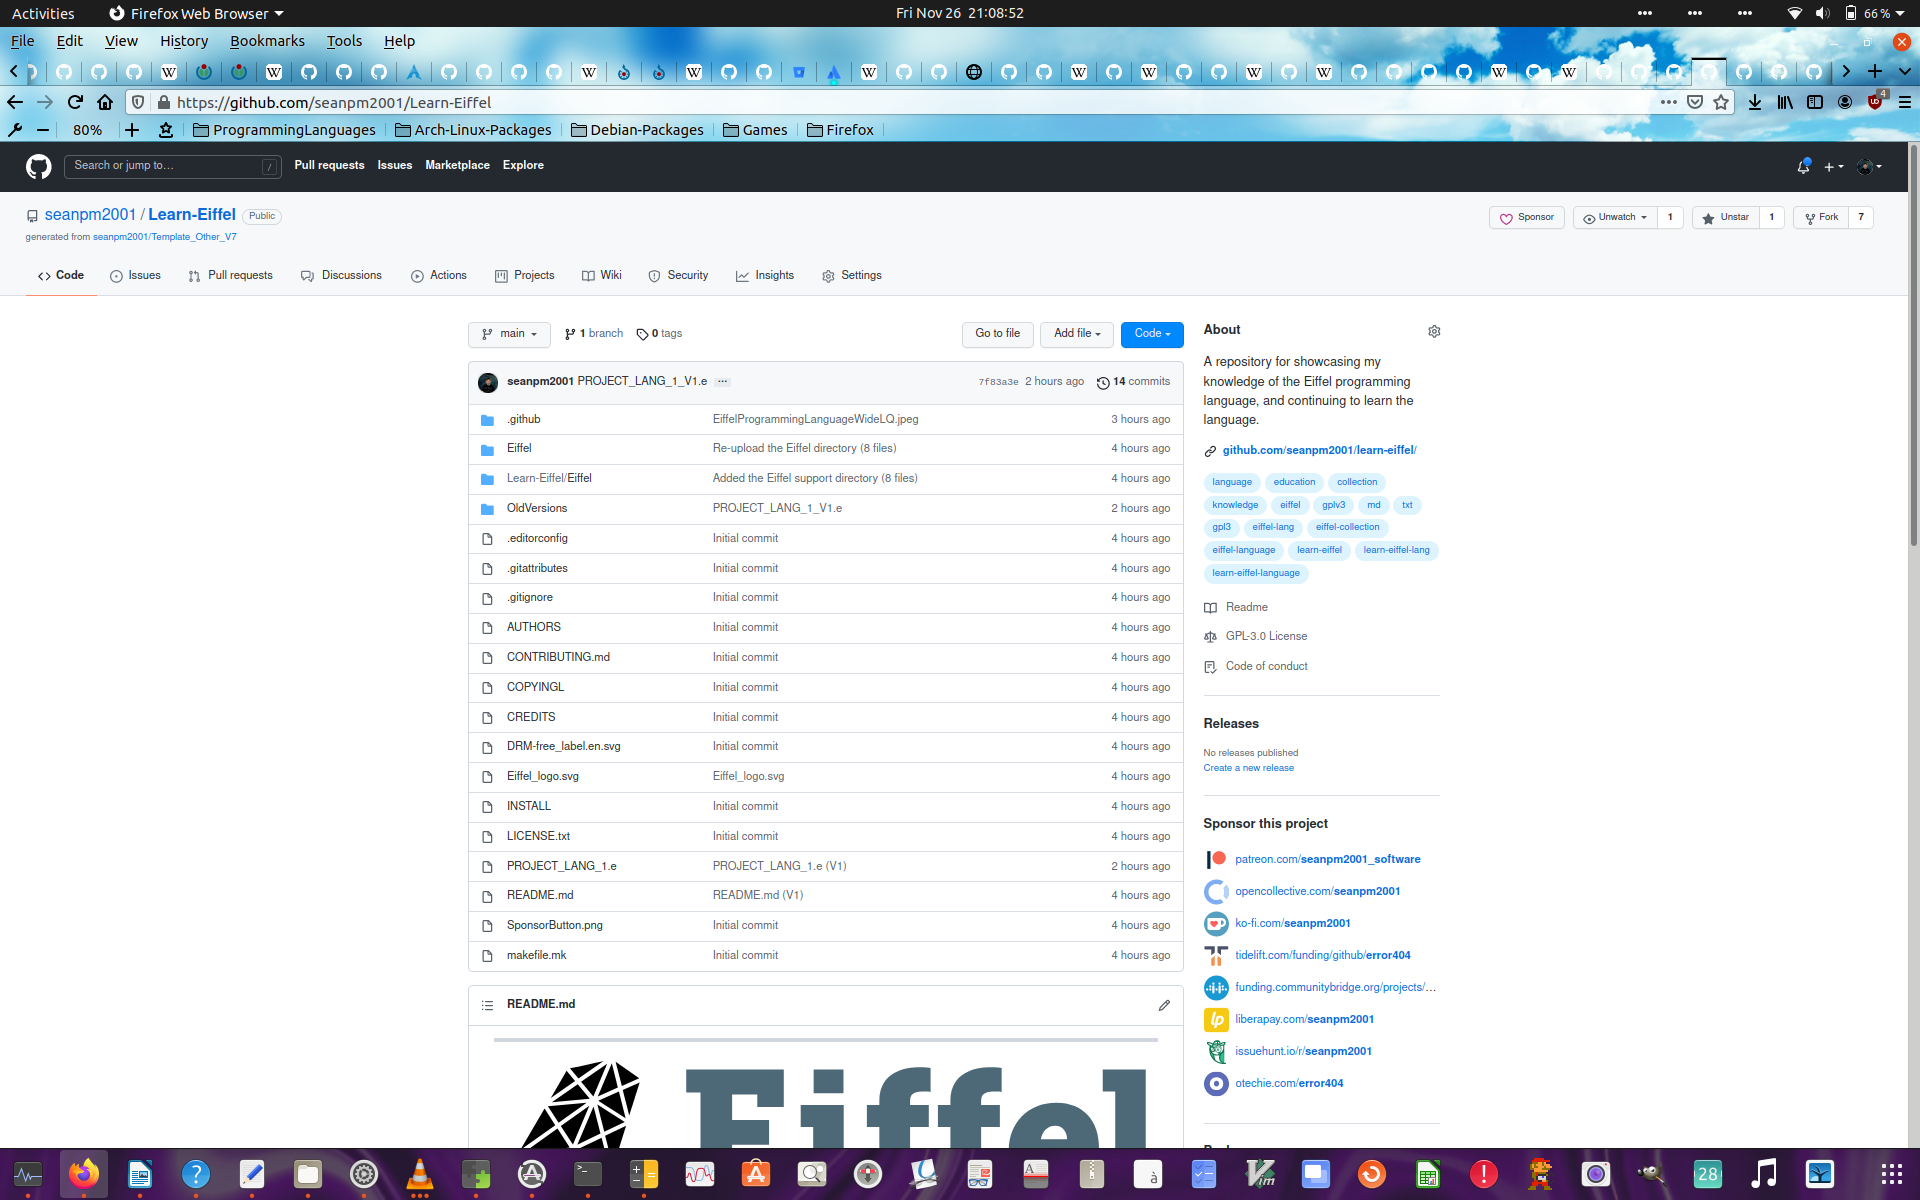 Activities Firefox Web Browser Fri Nov 26 21:08:52 66 %
File Edit View History Bookmarks Tools Help
https://github.com/seanpm2001/Learn-Eiffel 4
80% ProgrammingLanguages Arch-Linux-Packages Debian-Packages Games Firefox
Search or jump to… / Pull requests Issues Marketplace Explore
seanpm2001 / Learn-Eiffel Public Sponsor Unwatch 1 Unstar 1 Fork 7
generated from seanpm2001/Template_Other_V7
Code Issues Pull requests Discussions Actions Projects Wiki Security Insights Settings
main 1 branch 0 tags Go to file Add file Code
seanpm2001 PROJECT_LANG_1_V1.e ... 7f83a3e 2 hours ago 14 commits
.github EiffelProgrammingLanguageWideLQ.jpeg 3 hours ago
Eiffel Re-upload the Eiffel directory (8 files) 4 hours ago
Learn-Eiffel/Eiffel Added the Eiffel support directory (8 files) 4 hours ago
OldVersions PROJECT_LANG_1_V1.e 2 hours ago
.editorconfig Initial commit 4 hours ago
.gitattributes Initial commit 4 hours ago
.gitignore Initial commit 4 hours ago
AUTHORS Initial commit 4 hours ago
CONTRIBUTING.md Initial commit 4 hours ago
COPYINGL Initial commit 4 hours ago
CREDITS Initial commit 4 hours ago
DRM-free_label.en.svg Initial commit 4 hours ago
Eiffel_logo.svg Eiffel_logo.svg 4 hours ago
INSTALL Initial commit 4 hours ago
LICENSE.txt Initial commit 4 hours ago
PROJECT_LANG_1.e PROJECT_LANG_1.e (V1) 2 hours ago
README.md README.md (V1) 4 hours ago
SponsorButton.png Initial commit 4 hours ago
makefile.mk Initial commit 4 hours ago
README.md
Eiffel
About
A repository for showcasing my
knowledge of the Eiffel programming
language, and continuing to learn the
language.
github.com/seanpm2001/learn-eiffel/
language education collection
knowledge eiffel gplv3 md txt
gpl3 eiffel-lang eiffel-collection
eiffel-language learn-eiffel learn-eiffel-lang
learn-eiffel-language
Readme
GPL-3.0 License
Code of conduct
Releases
No releases published
Create a new release
Sponsor this project
patreon.com/seanpm2001_software
opencollective.com/seanpm2001
ko-fi.com/seanpm2001
tidelift.com/funding/github/error404
funding.communitybridge.org/projects/…
liberapay.com/seanpm2001
issuehunt.io/r/seanpm2001
otechie.com/error404
28